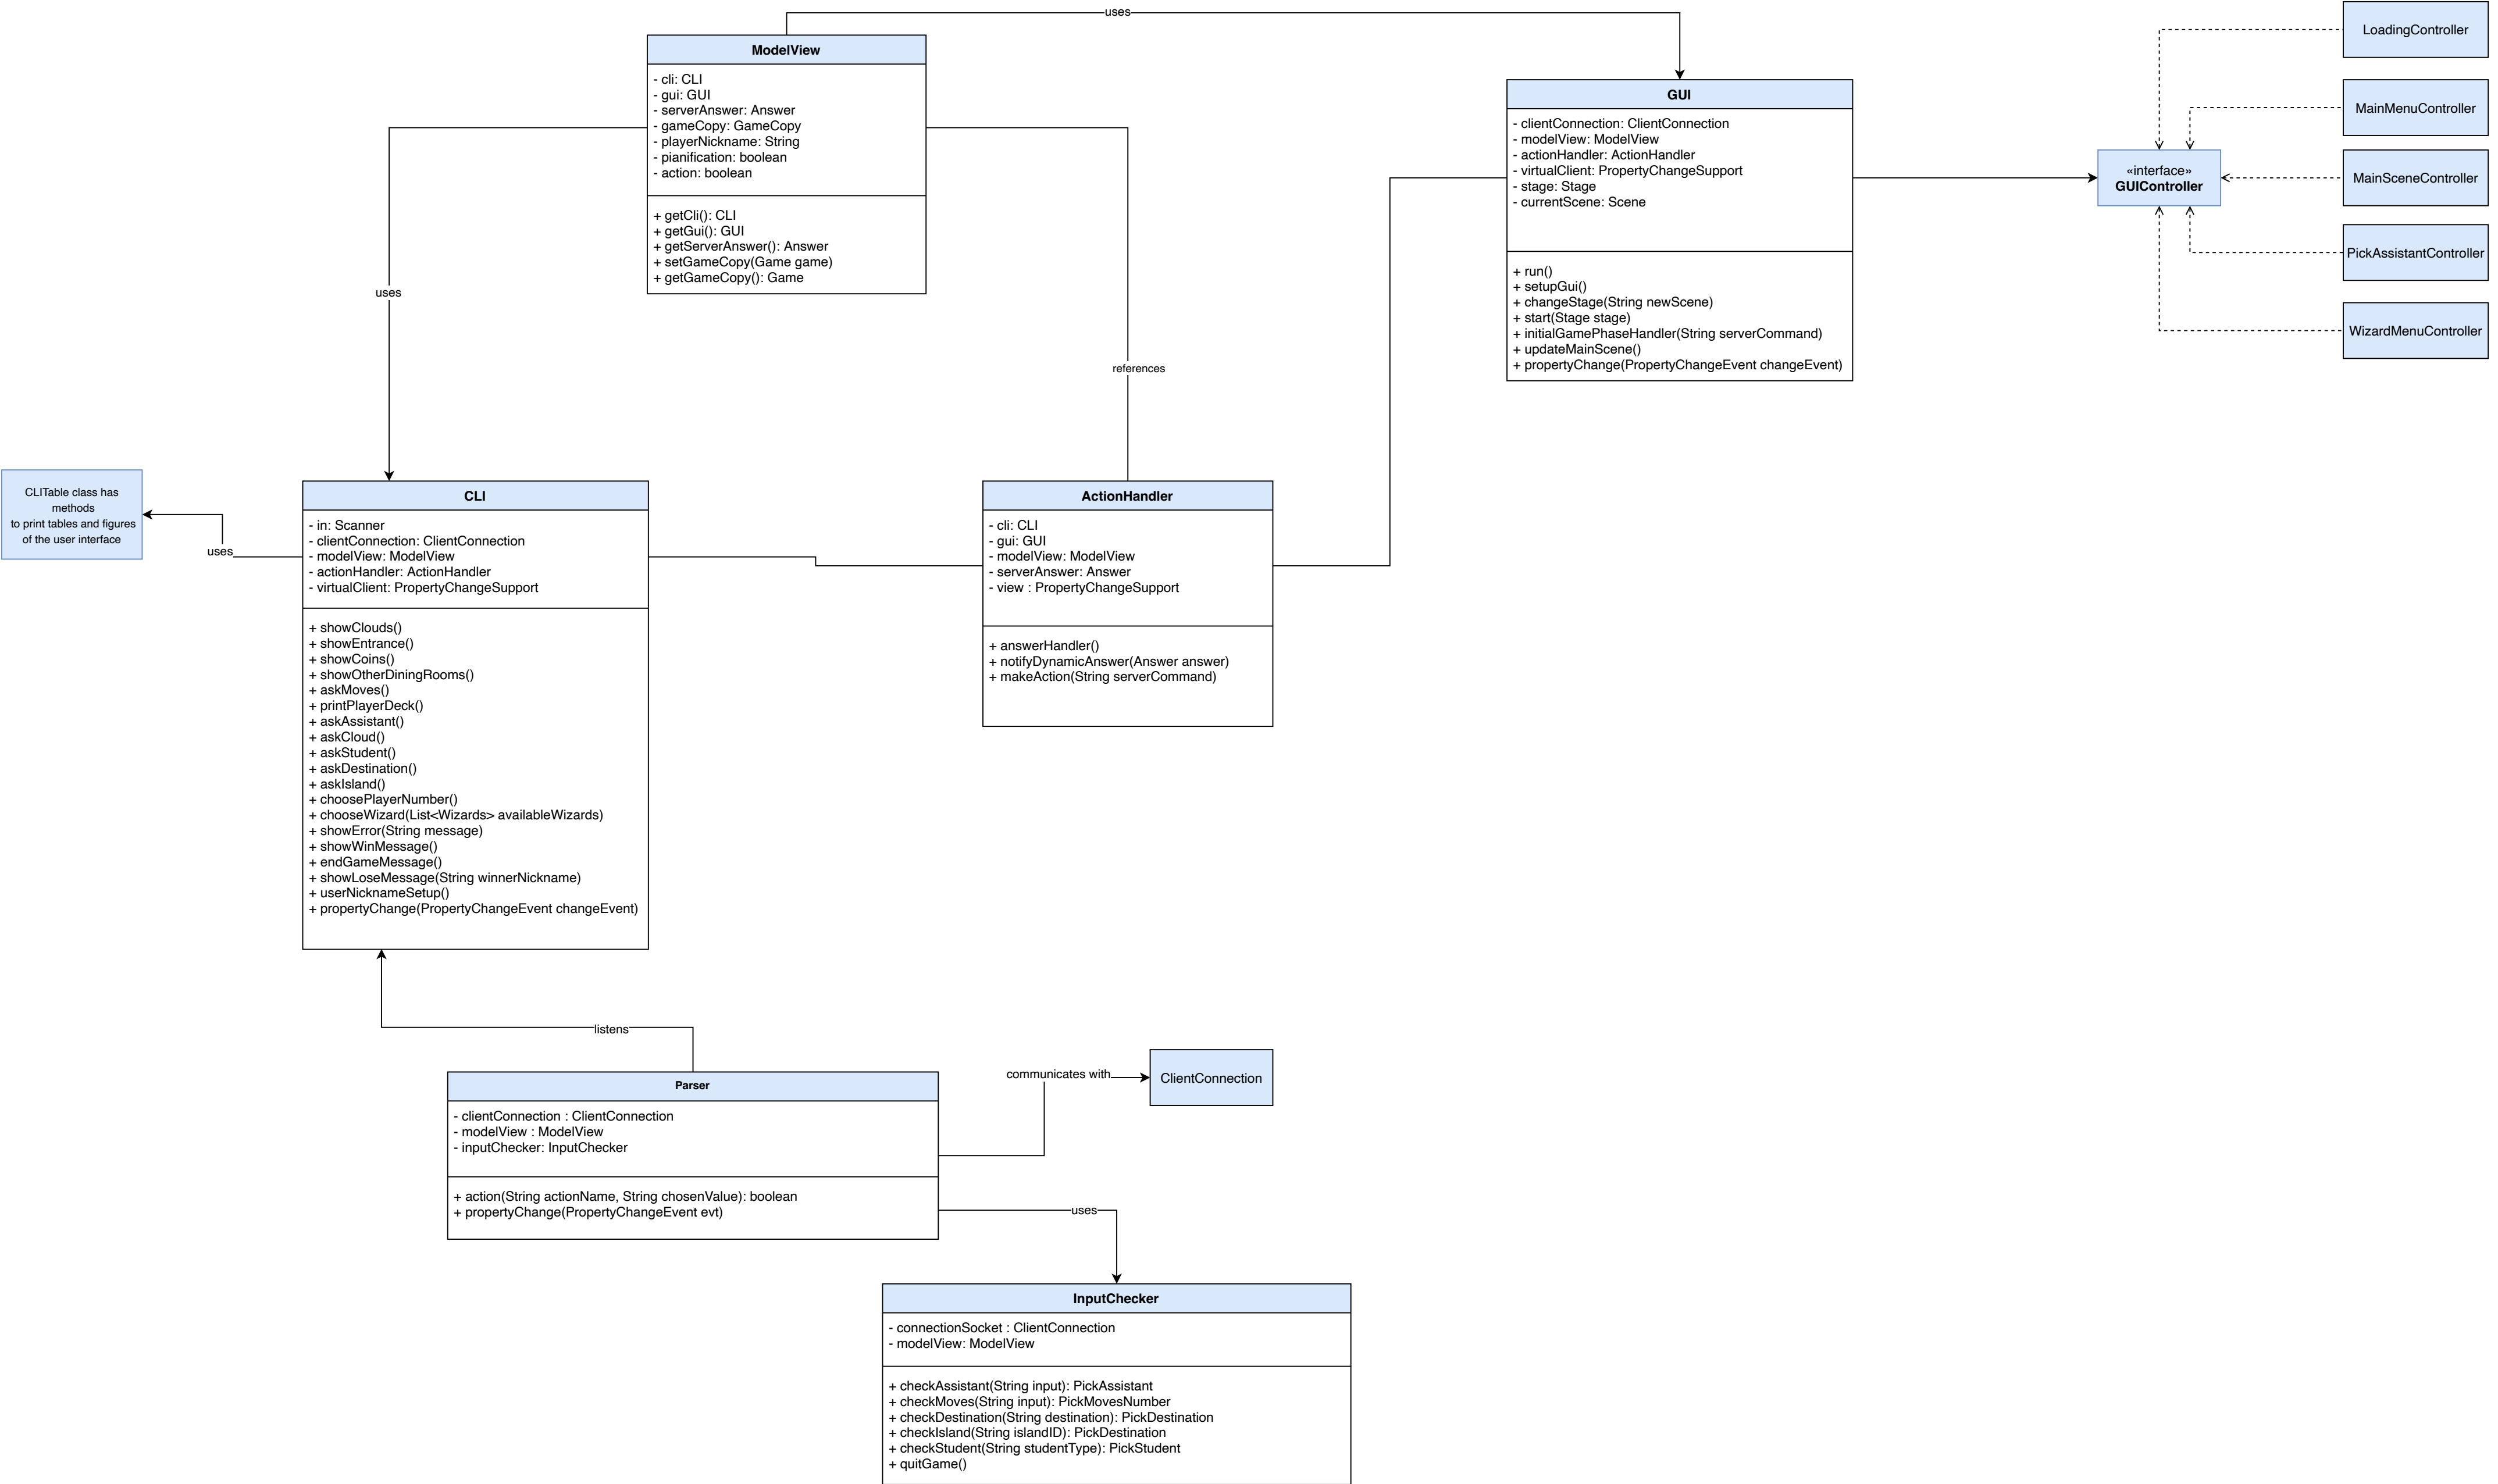 uses
ModelView
- cli: CLI
- gui: GUI
- serverAnswer: Answer
- gameCopy: GameCopy
- playerNickname: String
- pianification: boolean
- action: boolean
+ getCli(): CLI
+ getGui(): GUI
+ getServerAnswer(): Answer
+ setGameCopy(Game game)
+ getGameCopy(): Game
GUI
- clientConnection: ClientConnection
- modelView: ModelView
- actionHandler: ActionHandler
- virtualClient: PropertyChangeSupport
- stage: Stage
- currentScene: Scene
+ run()
+ setupGui()
+ changeStage(String newScene)
+ start(Stage stage)
+ initialGamePhaseHandler(String serverCommand)
+ updateMainScene()
+ propertyChange(PropertyChangeEvent changeEvent)
«interface»
GUIController
LoadingController
MainMenuController
MainSceneController
PickAssistantController
WizardMenuController
uses
references
CLITable class has
methods
to print tables and figures
of the user interface
uses
CLI
- in: Scanner
- clientConnection: ClientConnection
- modelView: ModelView
- actionHandler: ActionHandler
- virtualClient: PropertyChangeSupport
+ showClouds()
+ showEntrance()
+ showCoins()
+ showOtherDiningRooms()
+ askMoves()
+ printPlayerDeck()
+ askAssistant()
+ askCloud()
+ askStudent()
+ askDestination()
+ askIsland()
+ choosePlayerNumber()
+ chooseWizard(List<Wizards> availableWizards)
+ showError(String message)
+ showWinMessage()
+ endGameMessage()
+ showLoseMessage(String winnerNickname)
+ userNicknameSetup()
+ propertyChange(PropertyChangeEvent changeEvent)
ActionHandler
- cli: CLI
- gui: GUI
- modelView: ModelView
- serverAnswer: Answer
- view : PropertyChangeSupport
+ answerHandler()
+ notifyDynamicAnswer(Answer answer)
+ makeAction(String serverCommand)
listens
Parser
- clientConnection : ClientConnection
- modelView : ModelView
- inputChecker: InputChecker
+ action(String actionName, String chosenValue): boolean
+ propertyChange(PropertyChangeEvent evt)
communicates with
ClientConnection
uses
InputChecker
- connectionSocket : ClientConnection
- modelView: ModelView
+ checkAssistant(String input): PickAssistant
+ checkMoves(String input): PickMovesNumber
+ checkDestination(String destination): PickDestination
+ checkIsland(String islandID): PickDestination
+ checkStudent(String studentType): PickStudent
+ quitGame()